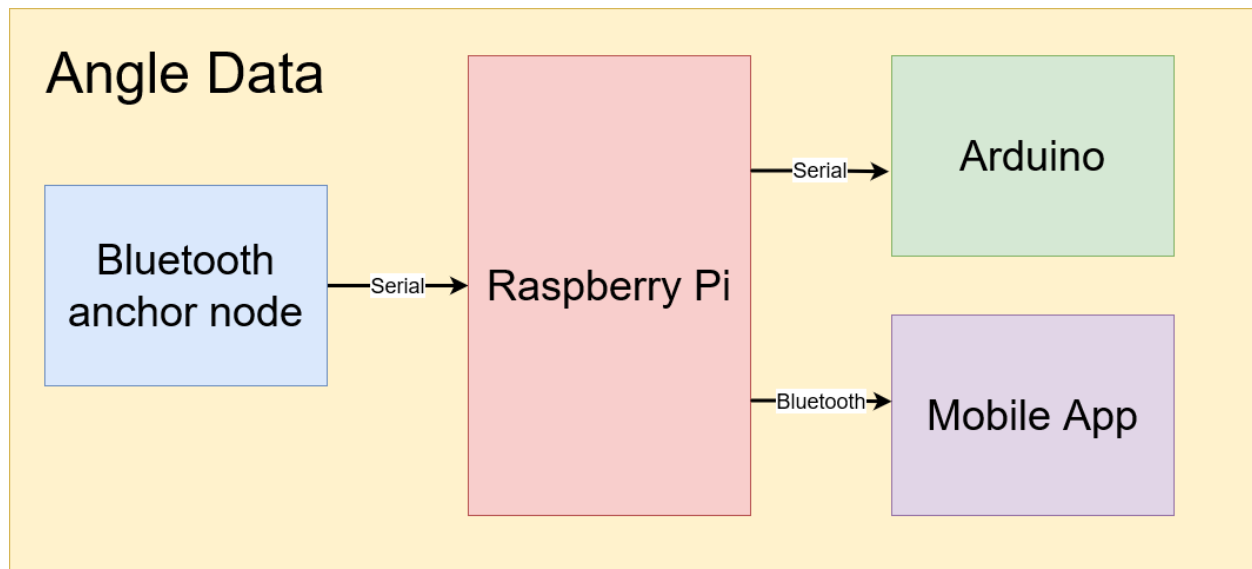 Angle Data
Bluetooth
anchor node
Serial
Raspberry Pi
Serial
Arduino
Bluetooth
Mobile App